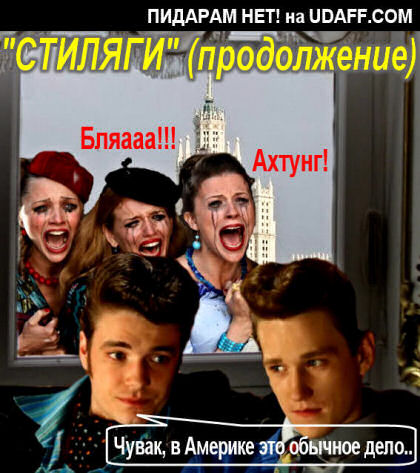 ПИДАРАМ НЕТ! на UDAFF.COM
"СТИЛЯГИ" (продолжение)
Бляааа!!!
Ахтунг!
Чувак, в Америке это обычное дело..